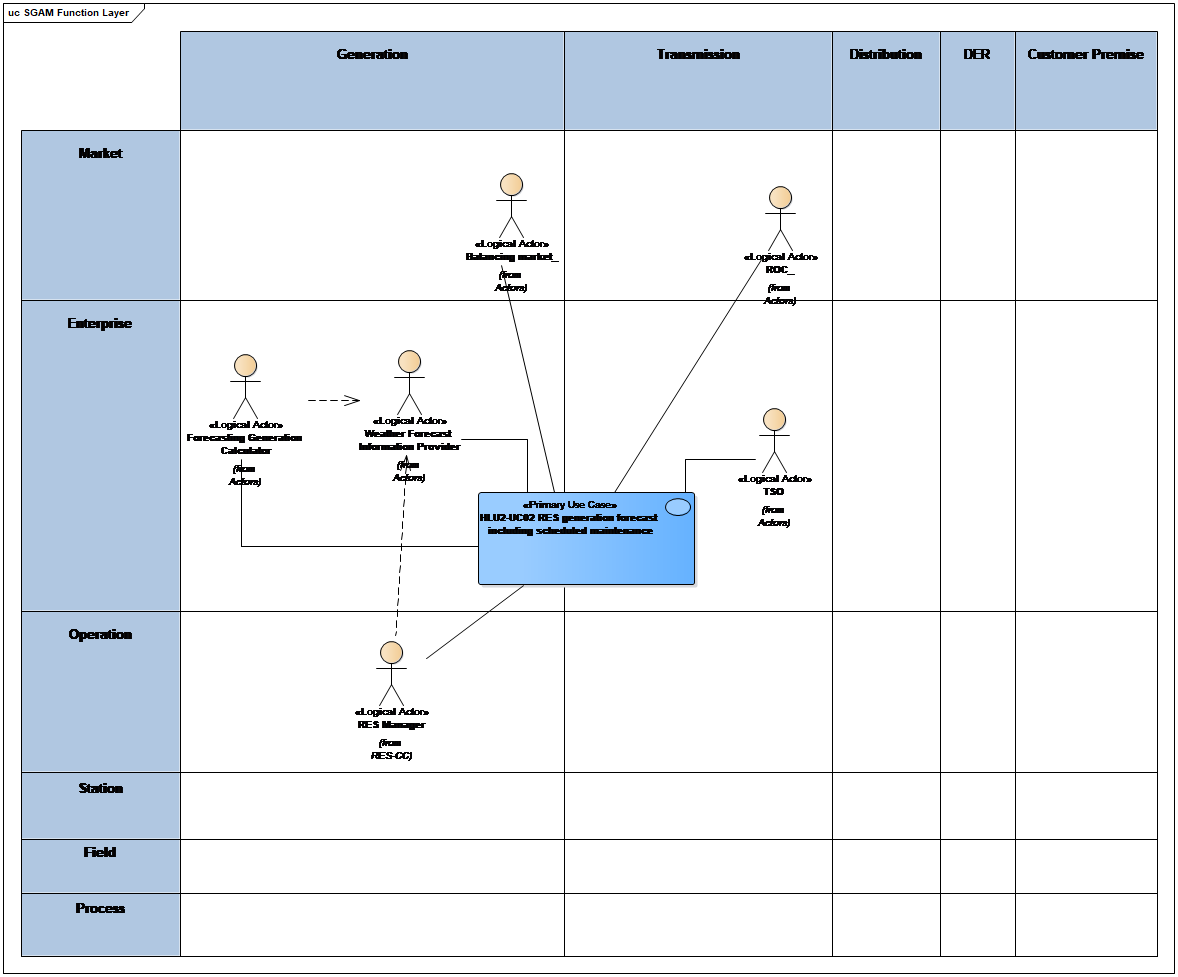 uc SGAM Function Layer
Generation
Transmission
Distribution
DER
Customer Premise
Market
«Logical Actor»
Balancing market_
(from
Actors)
«Logical Actor»
ROC_
(from
Actors)
Enterprise
«Logical Actor»
Forecasting Generation
Calculator
(from
Actors)
«Logical Actor»
Weather Forecast
Information Provider
(from
Actors)
«Logical Actor»
TSO
(from
Actors)
«Primary Use Case»
HLU2-UC02 RES generation forecast
including scheduled maintenance
Operation
«Logical Actor»
RES Manager
(from
RES-CC)
Station
Field
Process